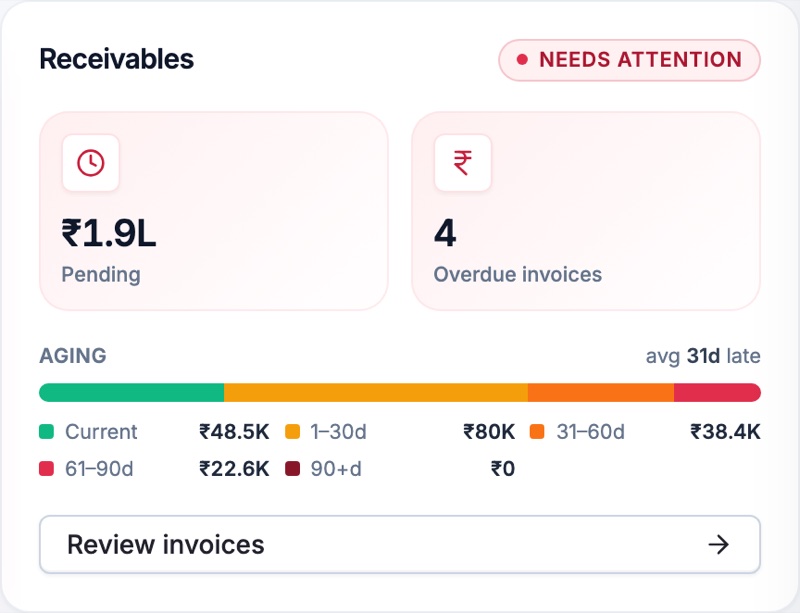 Receivables
NEEDS ATTENTION
₹
₹1.9L
Pending
4
Overdue invoices
AGING
avg 31d late
Current ₹48.5K
1–30d ₹80K
31–60d ₹38.4K
61–90d ₹22.6K
90+d ₹0
Review invoices